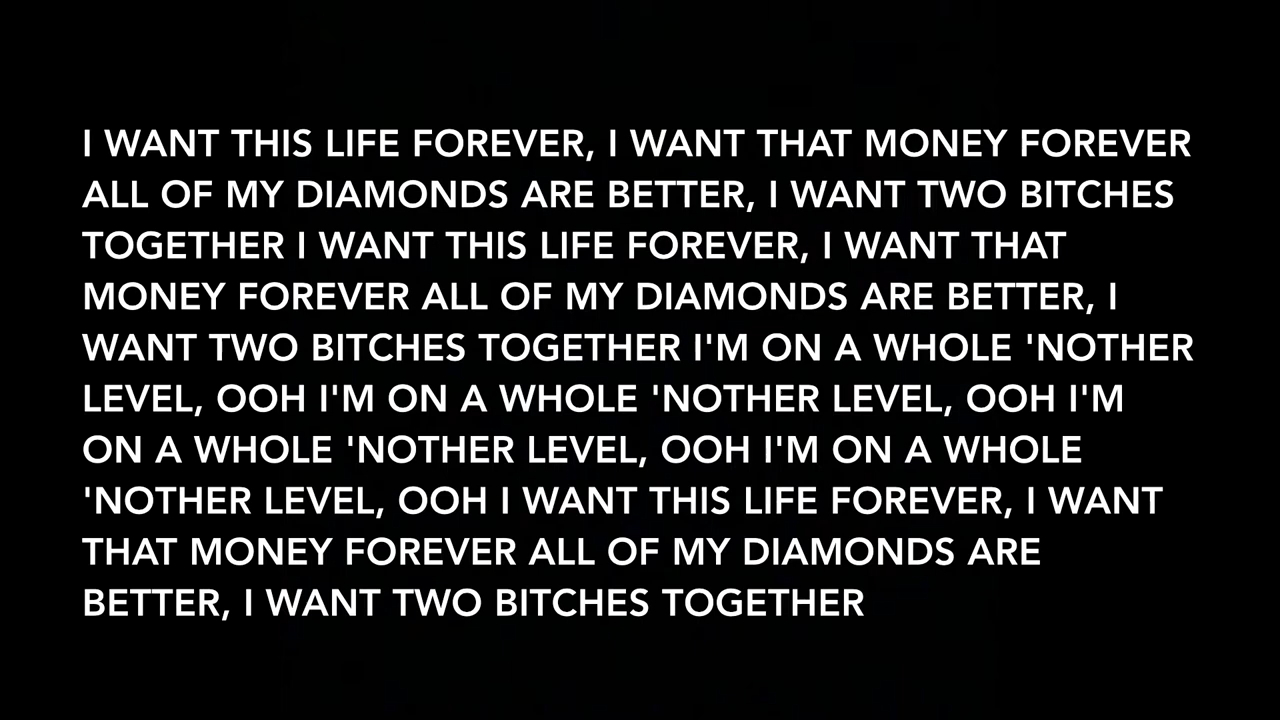 I WANT THIS LIFE FOREVER, I WANT THAT MONEY FOREVER
ALL OF MY DIAMONDS ARE BETTER, I WANT TWO BITCHES
TOGETHER I WANT THIS LIFE FOREVER, I WANT THAT
MONEY FOREVER ALL OF MY DIAMONDS ARE BETTER, I
WANT TWO BITCHES TOGETHER I'M ON A WHOLE 'NOTHER
LEVEL, OOH I'M ON A WHOLE 'NOTHER LEVEL, OOH I'M
ON A WHOLE 'NOTHER LEVEL, OOH I'M ON A WHOLE
'NOTHER LEVEL, OOH I WANT THIS LIFE FOREVER, I WANT
THAT MONEY FOREVER ALL OF MY DIAMONDS ARE
BETTER, I WANT TWO BITCHES TOGETHER